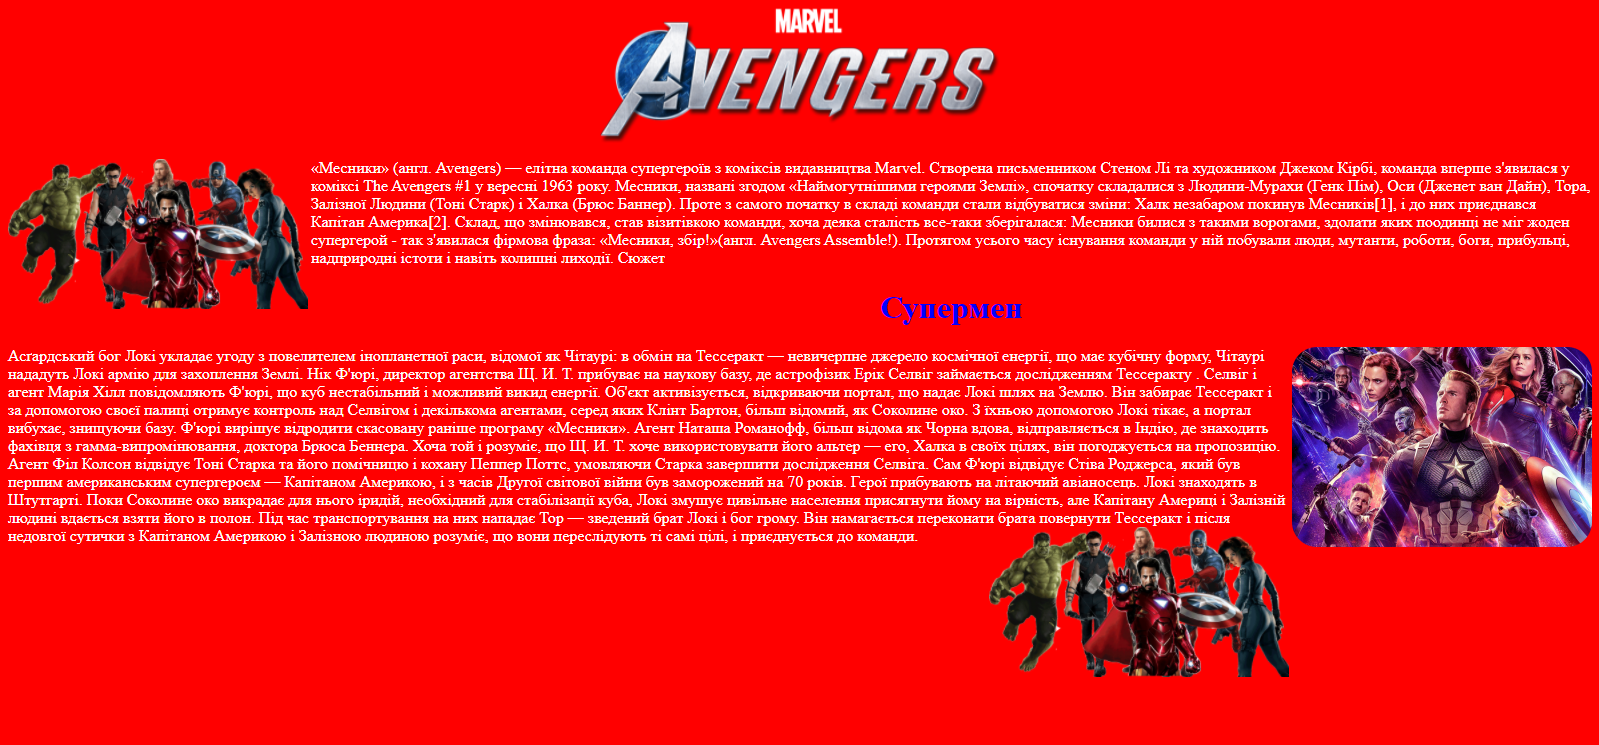 MARVEL
AVENGERS
«Месники» (англ. Avengers) — елітна команда супергероїв з коміксів видавництва Marvel. Створена письменником Стеном Лі та художником Джеком Кірбі, команда вперше з'явилася у
коміксі The Avengers #1 у вересні 1963 року. Месники, названі згодом «Наймогутнішими героями Землі», спочатку складалися з Людини-Мурахи (Генк Пім), Оси (Дженет ван Дайн), Тора,
Залізної Людини (Тоні Старк) і Халка (Брюс Баннер). Проте з самого початку в складі команди стали відбуватися зміни: Халк незабаром покинув Месників[1], і до них приєднався
Капітан Америка[2]. Склад, що змінювався, став візитівкою команди, хоча деяка сталість все-таки зберігалася: Месники билися з такими ворогами, здолати яких поодинці не міг жоден
супергерой - так з'явилася фірмова фраза: «Месники, збір!»(англ. Avengers Assemble!). Протягом усього часу існування команди у ній побували люди, мутанти, роботи, боги, прибульці,
надприродні істоти і навіть колишні лиходії. Сюжет
Супермен
Асгардський бог Локі укладає угоду з повелителем інопланетної раси, відомої як Чітаурі: в обмін на Тессеракт — невичерпне джерело космічної енергії, що має кубічну форму, Чітаурі
нададуть Локі армію для захоплення Землі. Нік Ф'юрі, директор агентства Щ. И. Т. прибуває на наукову базу, де астрофізик Ерік Селвіг займається дослідженням Тессеракту . Селвіг і
агент Марія Хілл повідомляють Ф'юрі, що куб нестабільний і можливий викид енергії. Об'єкт активізується, відкриваючи портал, що надає Локі шлях на Землю. Він забирає Тессеракт і
за допомогою своєї палиці отримує контроль над Селвігом і декількома агентами, серед яких Клінт Бартон, більш відомий, як Соколине око. З їхньою допомогою Локі тікає, а портал
вибухає, знищуючи базу. Ф'юрі вирішує відродити скасовану раніше програму «Месники». Агент Наташа Романофф, більш відома як Чорна вдова, відправляється в Індію, де знаходить
фахівця з гамма-випромінювання, доктора Брюса Беннера. Хоча той і розуміє, що Щ. И. Т. хоче використовувати його альтер — его, Халка в своїх цілях, він погоджується на пропозицію.
Агент Філ Колсон відвідує Тоні Старка та його помічницю і кохану Пеппер Поттс, умовляючи Старка завершити дослідження Селвіга. Сам Ф'юрі відвідує Стіва Роджерса, який був
першим американським супергероєм — Капітаном Америкою, і з часів Другої світової війни був заморожений на 70 років. Герої прибувають на літаючий авіаносець. Локі знаходять в
Штутгарті. Поки Соколине око викрадає для нього іридій, необхідний для стабілізації куба, Локі змушує цивільне населення присягнути йому на вірність, але Капітану Америці і Залізній
людині вдається взяти його в полон. Під час транспортування на них нападає Тор — зведений брат Локі і бог грому. Він намагається переконати брата повернути Тессеракт і після
недовгої сутички з Капітаном Америкою і Залізною людиною розуміє, що вони переслідують ті самі цілі, і приєднується до команди.